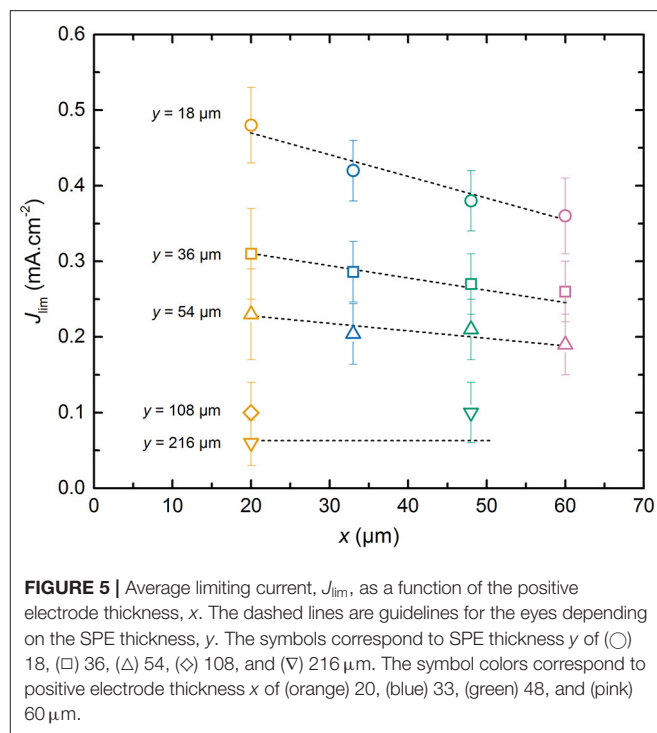 0.6
0.5
0.4
0.3
0.2
0.1
0.0
J_lim (mA.cm⁻²)
y = 18 µm
y = 36 µm
y = 54 µm
y = 108 µm
y = 216 µm
0 10 20 30 40 50 60 70
x (µm)
FIGURE 5 | Average limiting current, J_lim, as a function of the positive
electrode thickness, x. The dashed lines are guidelines for the eyes depending
on the SPE thickness, y. The symbols correspond to SPE thickness y of (○)
18, (□) 36, (△) 54, (◇) 108, and (∇) 216 µm. The symbol colors correspond to
positive electrode thickness x of (orange) 20, (blue) 33, (green) 48, and (pink)
60 µm.